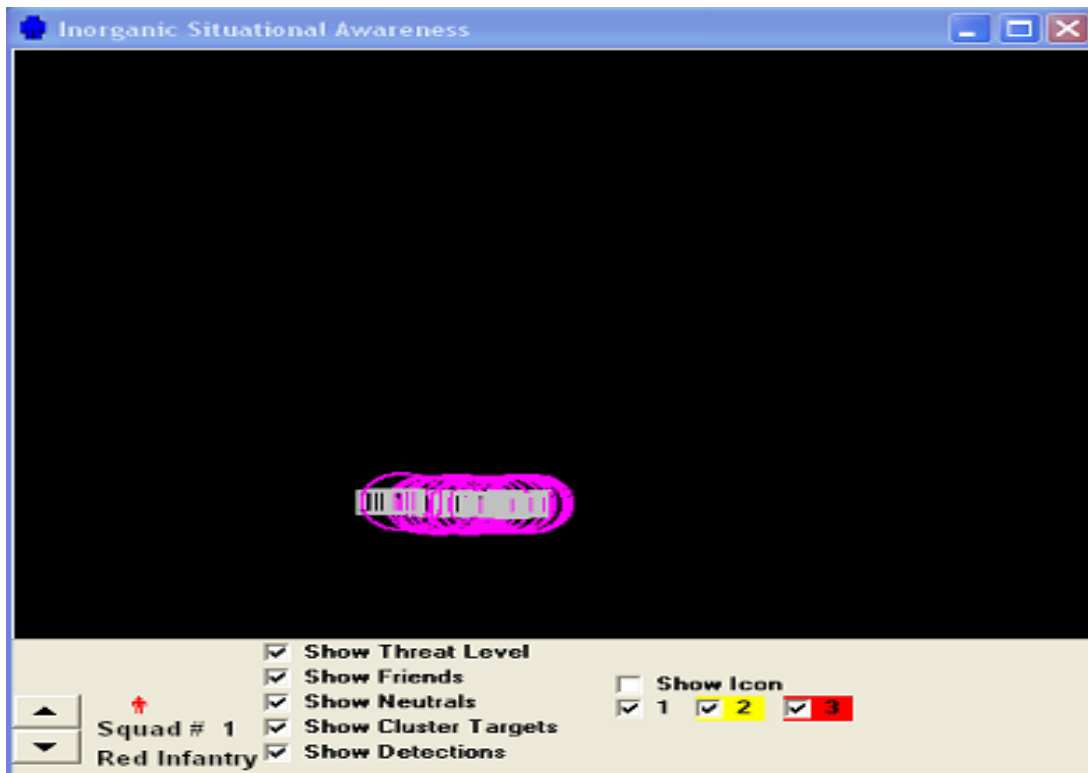 Inorganic Situational Awareness
Show Threat Level
Show Friends
Show Neutrals
Show Cluster Targets
Show Detections
Squad # 1
Red Infantry
Show Icon
1 2 3